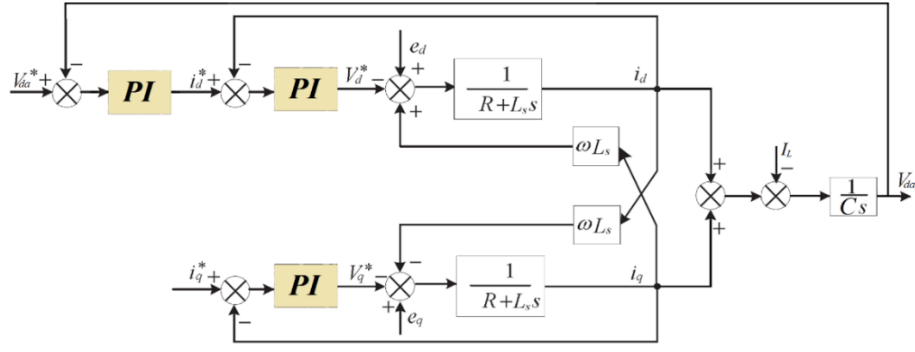 e_d
V_da* + − PI i_d* + − PI V_d* − + + 1 / R+L_s s i_d
ωL_s
I_L
+ + − 1 / Cs V_da
ωL_s
i_q* + − PI V_q* − − + 1 / R+L_s s i_q
e_q